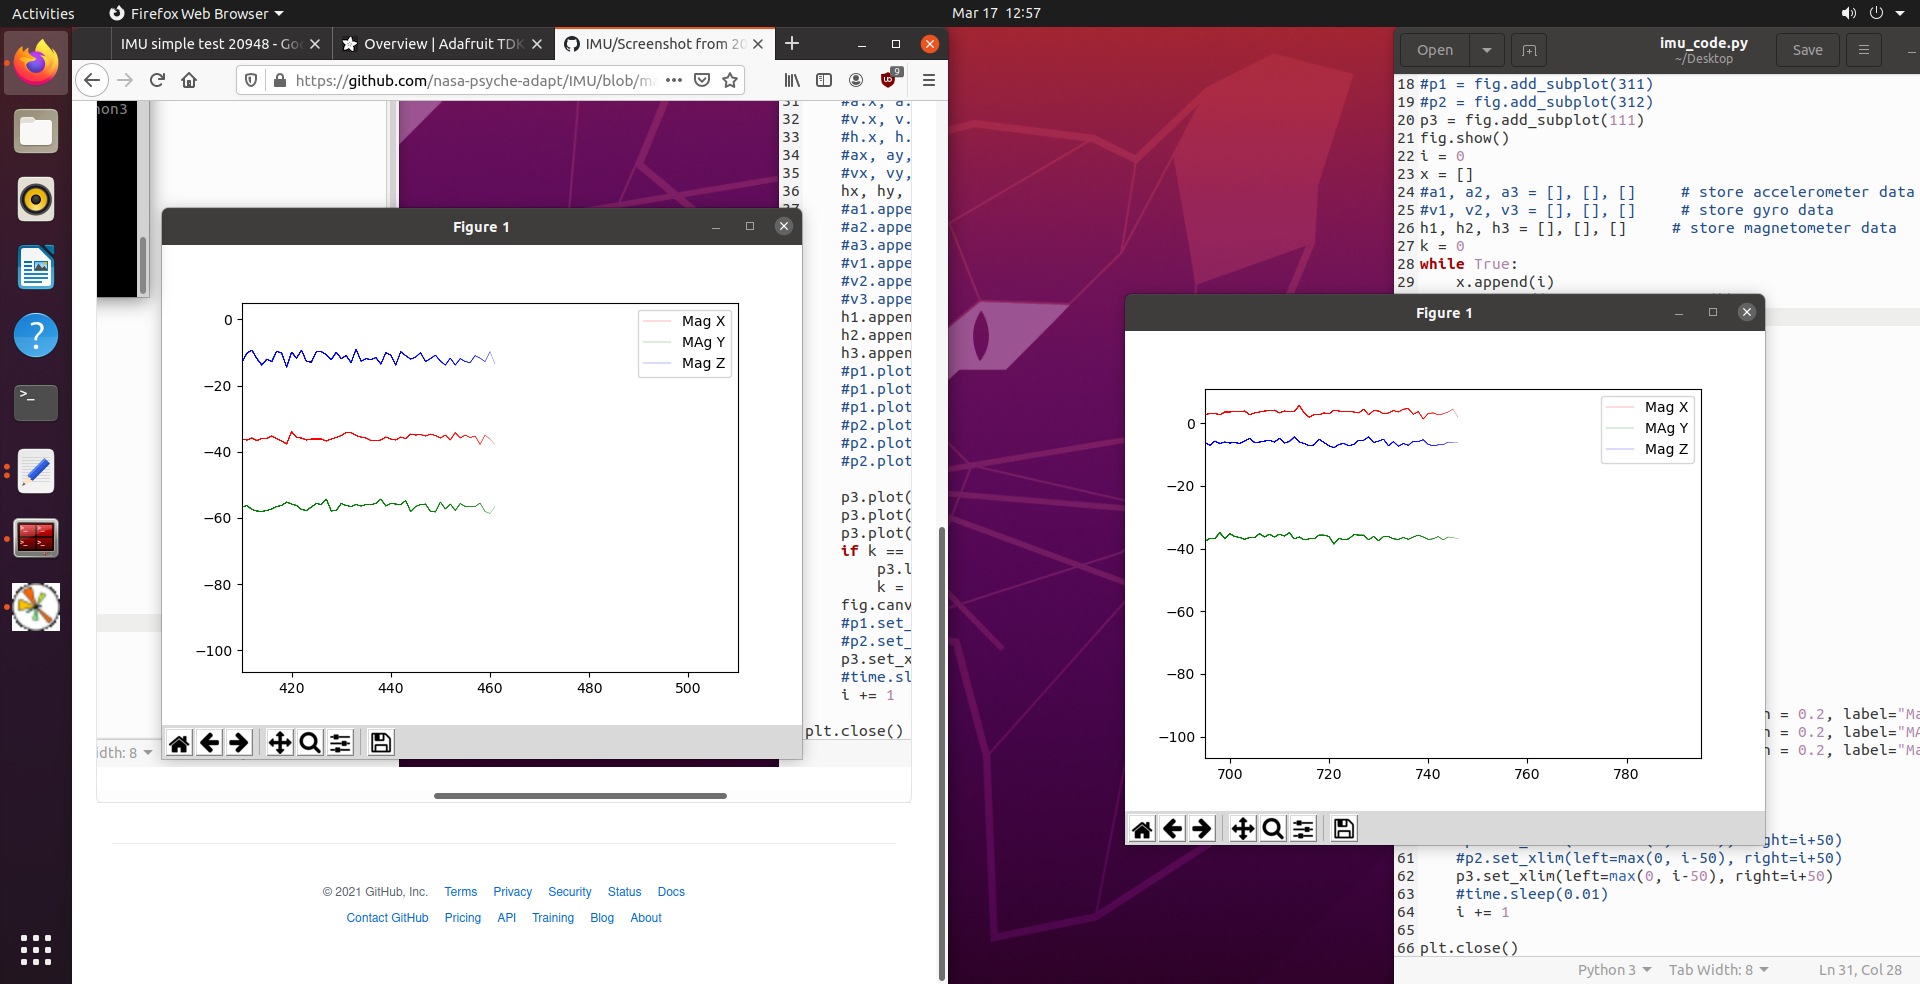 Activities
Firefox Web Browser
Mar 17 12:57
IMU simple test 20948 - Goo
Overview | Adafruit TDK
IMU/Screenshot from 20
https://github.com/nasa-psyche-adapt/IMU/blob/ma
9
hon3
32 #v.x, v.
33 #h.x, h.
34 #ax, ay,
35 #vx, vy,
36 hx, hy,
#a1.appe
#a2.appe
#a3.appe
#v1.appe
#v2.appe
#v3.appe
h1.appen
h2.appen
h3.appen
#p1.plot
#p1.plot
#p1.plot
#p2.plot
#p2.plot
#p2.plot
p3.plot(
p3.plot(
p3.plot(
if k ==
p3.l
k =
fig.canv
#p1.set_
#p2.set_
p3.set_x
#time.sl
i += 1
plt.close()
idth: 8
Figure 1
Mag X
MAg Y
Mag Z
0
−20
−40
−60
−80
−100
420 440 460 480 500
© 2021 GitHub, Inc. Terms Privacy Security Status Docs
Contact GitHub Pricing API Training Blog About
Open
imu_code.py
~/Desktop
Save
18 #p1 = fig.add_subplot(311)
19 #p2 = fig.add_subplot(312)
20 p3 = fig.add_subplot(111)
21 fig.show()
22 i = 0
23 x = []
24 #a1, a2, a3 = [], [], [] # store accelerometer data
25 #v1, v2, v3 = [], [], [] # store gyro data
26 h1, h2, h3 = [], [], [] # store magnetometer data
27 k = 0
28 while True:
29 x.append(i)
Figure 1
Mag X
MAg Y
Mag Z
0
−20
−40
−60
−80
−100
700 720 740 760 780
h = 0.2, label="Ma
h = 0.2, label="MA
h = 0.2, label="Ma
ght=i+50)
61 #p2.set_xlim(left=max(0, i-50), right=i+50)
62 p3.set_xlim(left=max(0, i-50), right=i+50)
63 #time.sleep(0.01)
64 i += 1
65
66 plt.close()
Python 3 Tab Width: 8 Ln 31, Col 28